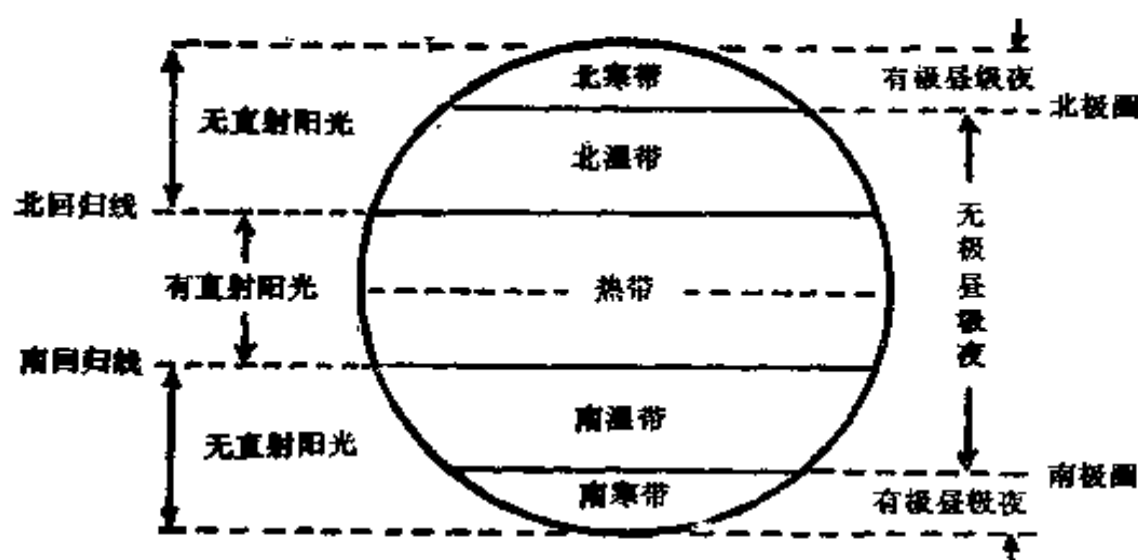 北寒带
有极昼极夜
北极圈
无直射阳光
北温带
北回归线
无极昼极夜
有直射阳光
热带
南回归线
南温带
无直射阳光
南极圈
南寒带
有极昼极夜